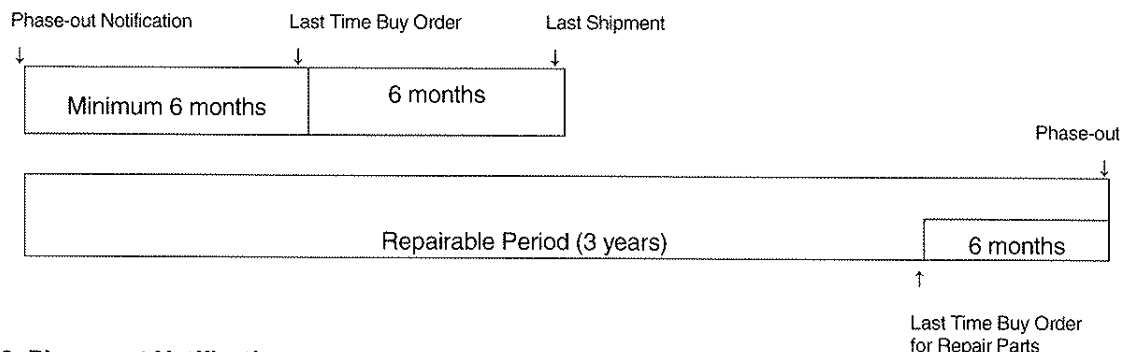 Phase-out Notification
Last Time Buy Order
Last Shipment
Minimum 6 months
6 months
Phase-out
Repairable Period (3 years)
6 months
Last Time Buy Order
for Repair Parts